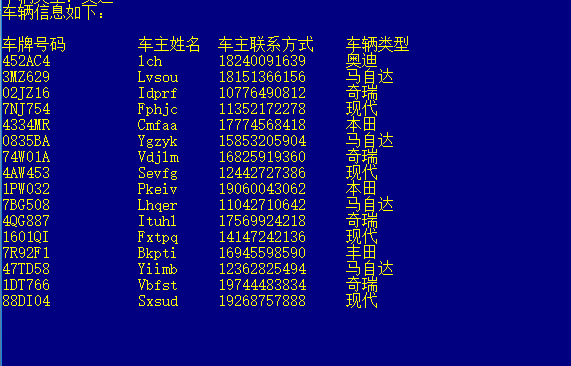 车辆信息如下:
车牌号码 车主姓名 车主联系方式 车辆类型
452AC4 lch 18240091639 奥迪
3MZ629 Lvsou 18151366156 马自达
02JZ16 Idprf 10776490812 奇瑞
7NJ754 Fphjc 11352172278 现代
4334MR Cmfaa 17774568418 本田
0835BA Ygzyk 15853205904 马自达
74W01A Vdjlm 16825919360 奇瑞
4AW453 Sevfg 12442727386 现代
1PW032 Pkeiv 19060043062 本田
7BG508 Lhqer 11042710642 马自达
4QG887 Ituhl 17569924218 奇瑞
1601QI Fxtpq 14147242136 现代
7R92F1 Bkpti 16945598590 丰田
47TD58 Yiimb 12362825494 马自达
1DT766 Vbfst 19744483834 奇瑞
88DI04 Sxsud 19268757888 现代